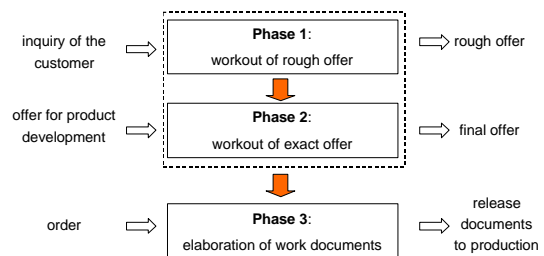 inquiry of the
customer
Phase 1:
workout of rough offer
rough offer
offer for product
development
Phase 2:
workout of exact offer
final offer
order
Phase 3:
elaboration of work documents
release
documents
to production